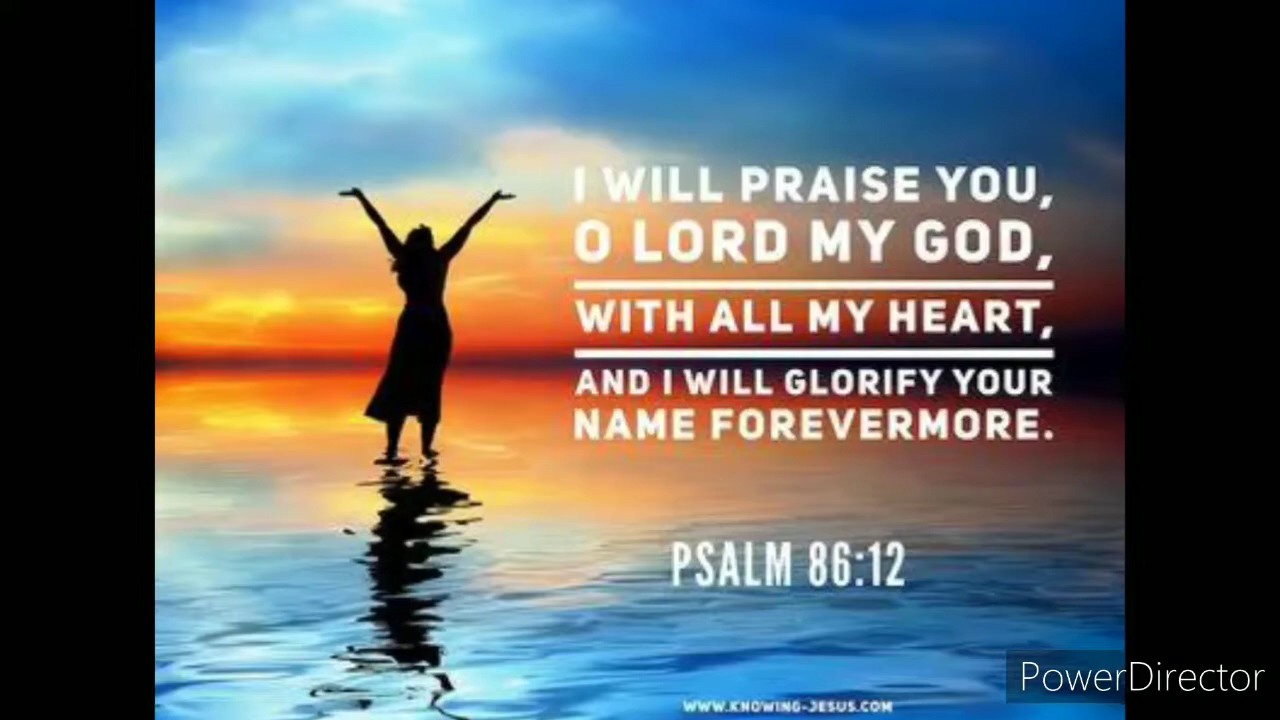 I WILL PRAISE YOU,
O LORD MY GOD,
WITH ALL MY HEART,
AND I WILL GLORIFY YOUR
NAME FOREVERMORE.
PSALM 86:12
PowerDirector
WWW.KNOWING-JESUS.COM